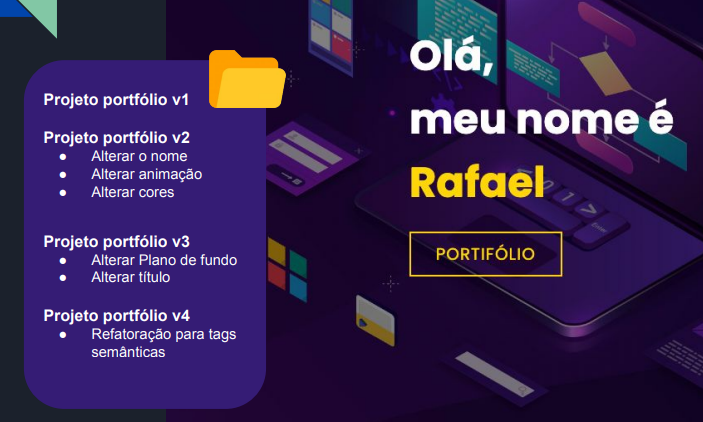 Projeto portfólio v1
Projeto portfólio v2
● Alterar o nome
● Alterar animação
● Alterar cores
Projeto portfólio v3
● Alterar Plano de fundo
● Alterar título
Projeto portfólio v4
● Refatoração para tags
semânticas
Olá,
meu nome é
Rafael
PORTIFÓLIO